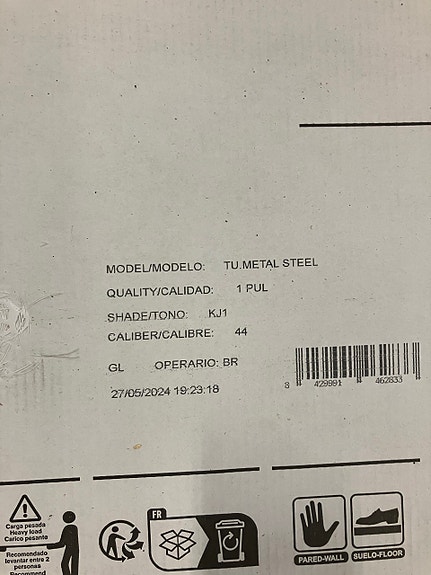 MODEL/MODELO: TU.METAL STEEL
QUALITY/CALIDAD: 1 PUL
SHADE/TONO: KJ1
CALIBER/CALIBRE: 44
GL OPERARIO: BR
27/05/2024 19:23:18
8 429991 462833
Carga pesada
Heavy load
Carico pesante
Recomendado
levantar entre 2
personas
Recommend
FR
PARED-WALL
SUELO-FLOOR